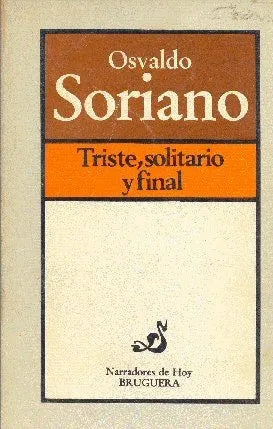 Osvaldo
Soriano
Triste, solitario
y final
Narradores de Hoy
BRUGUERA